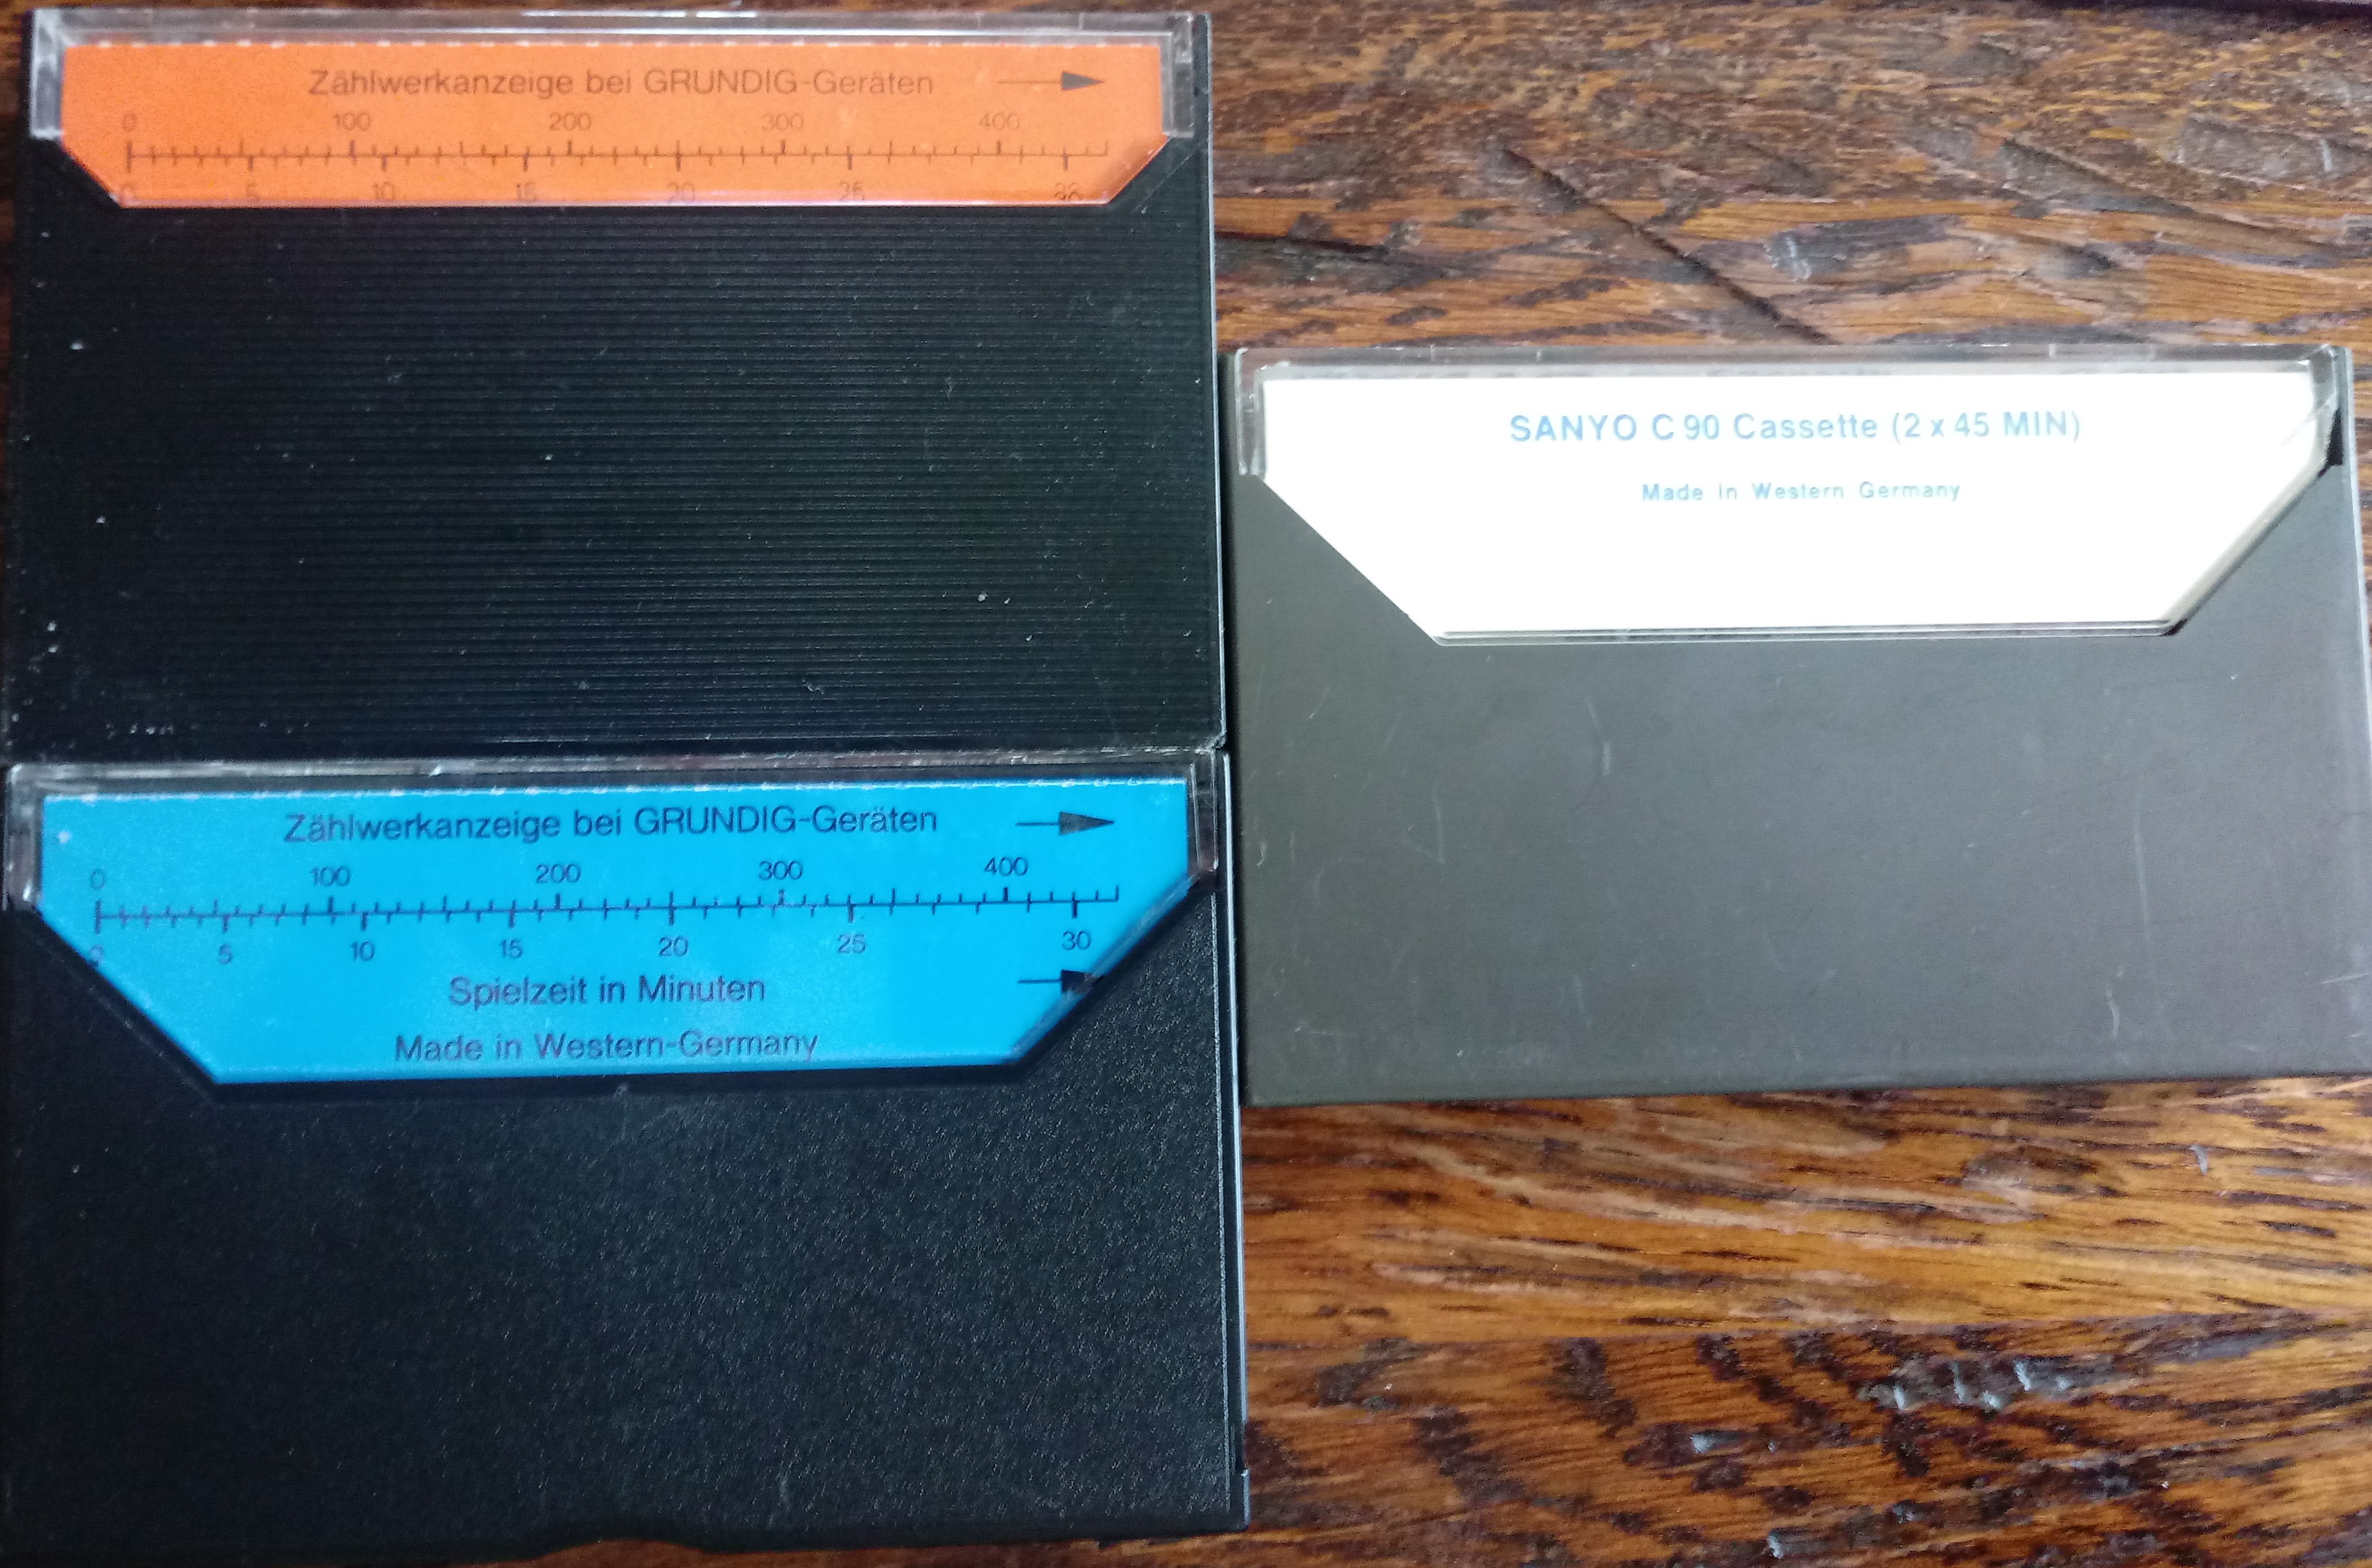 Zählwerkanzeige bei GRUNDIG-Geräten
0 100 200 300 400
0 5 10 15 20 25
SANYO C 90 Cassette (2 x 45 MIN)
Made in Western Germany
Zählwerkanzeige bei GRUNDIG-Geräten
0 100 200 300 400
0 5 10 15 20 25 30
Spielzeit in Minuten
Made in Western-Germany